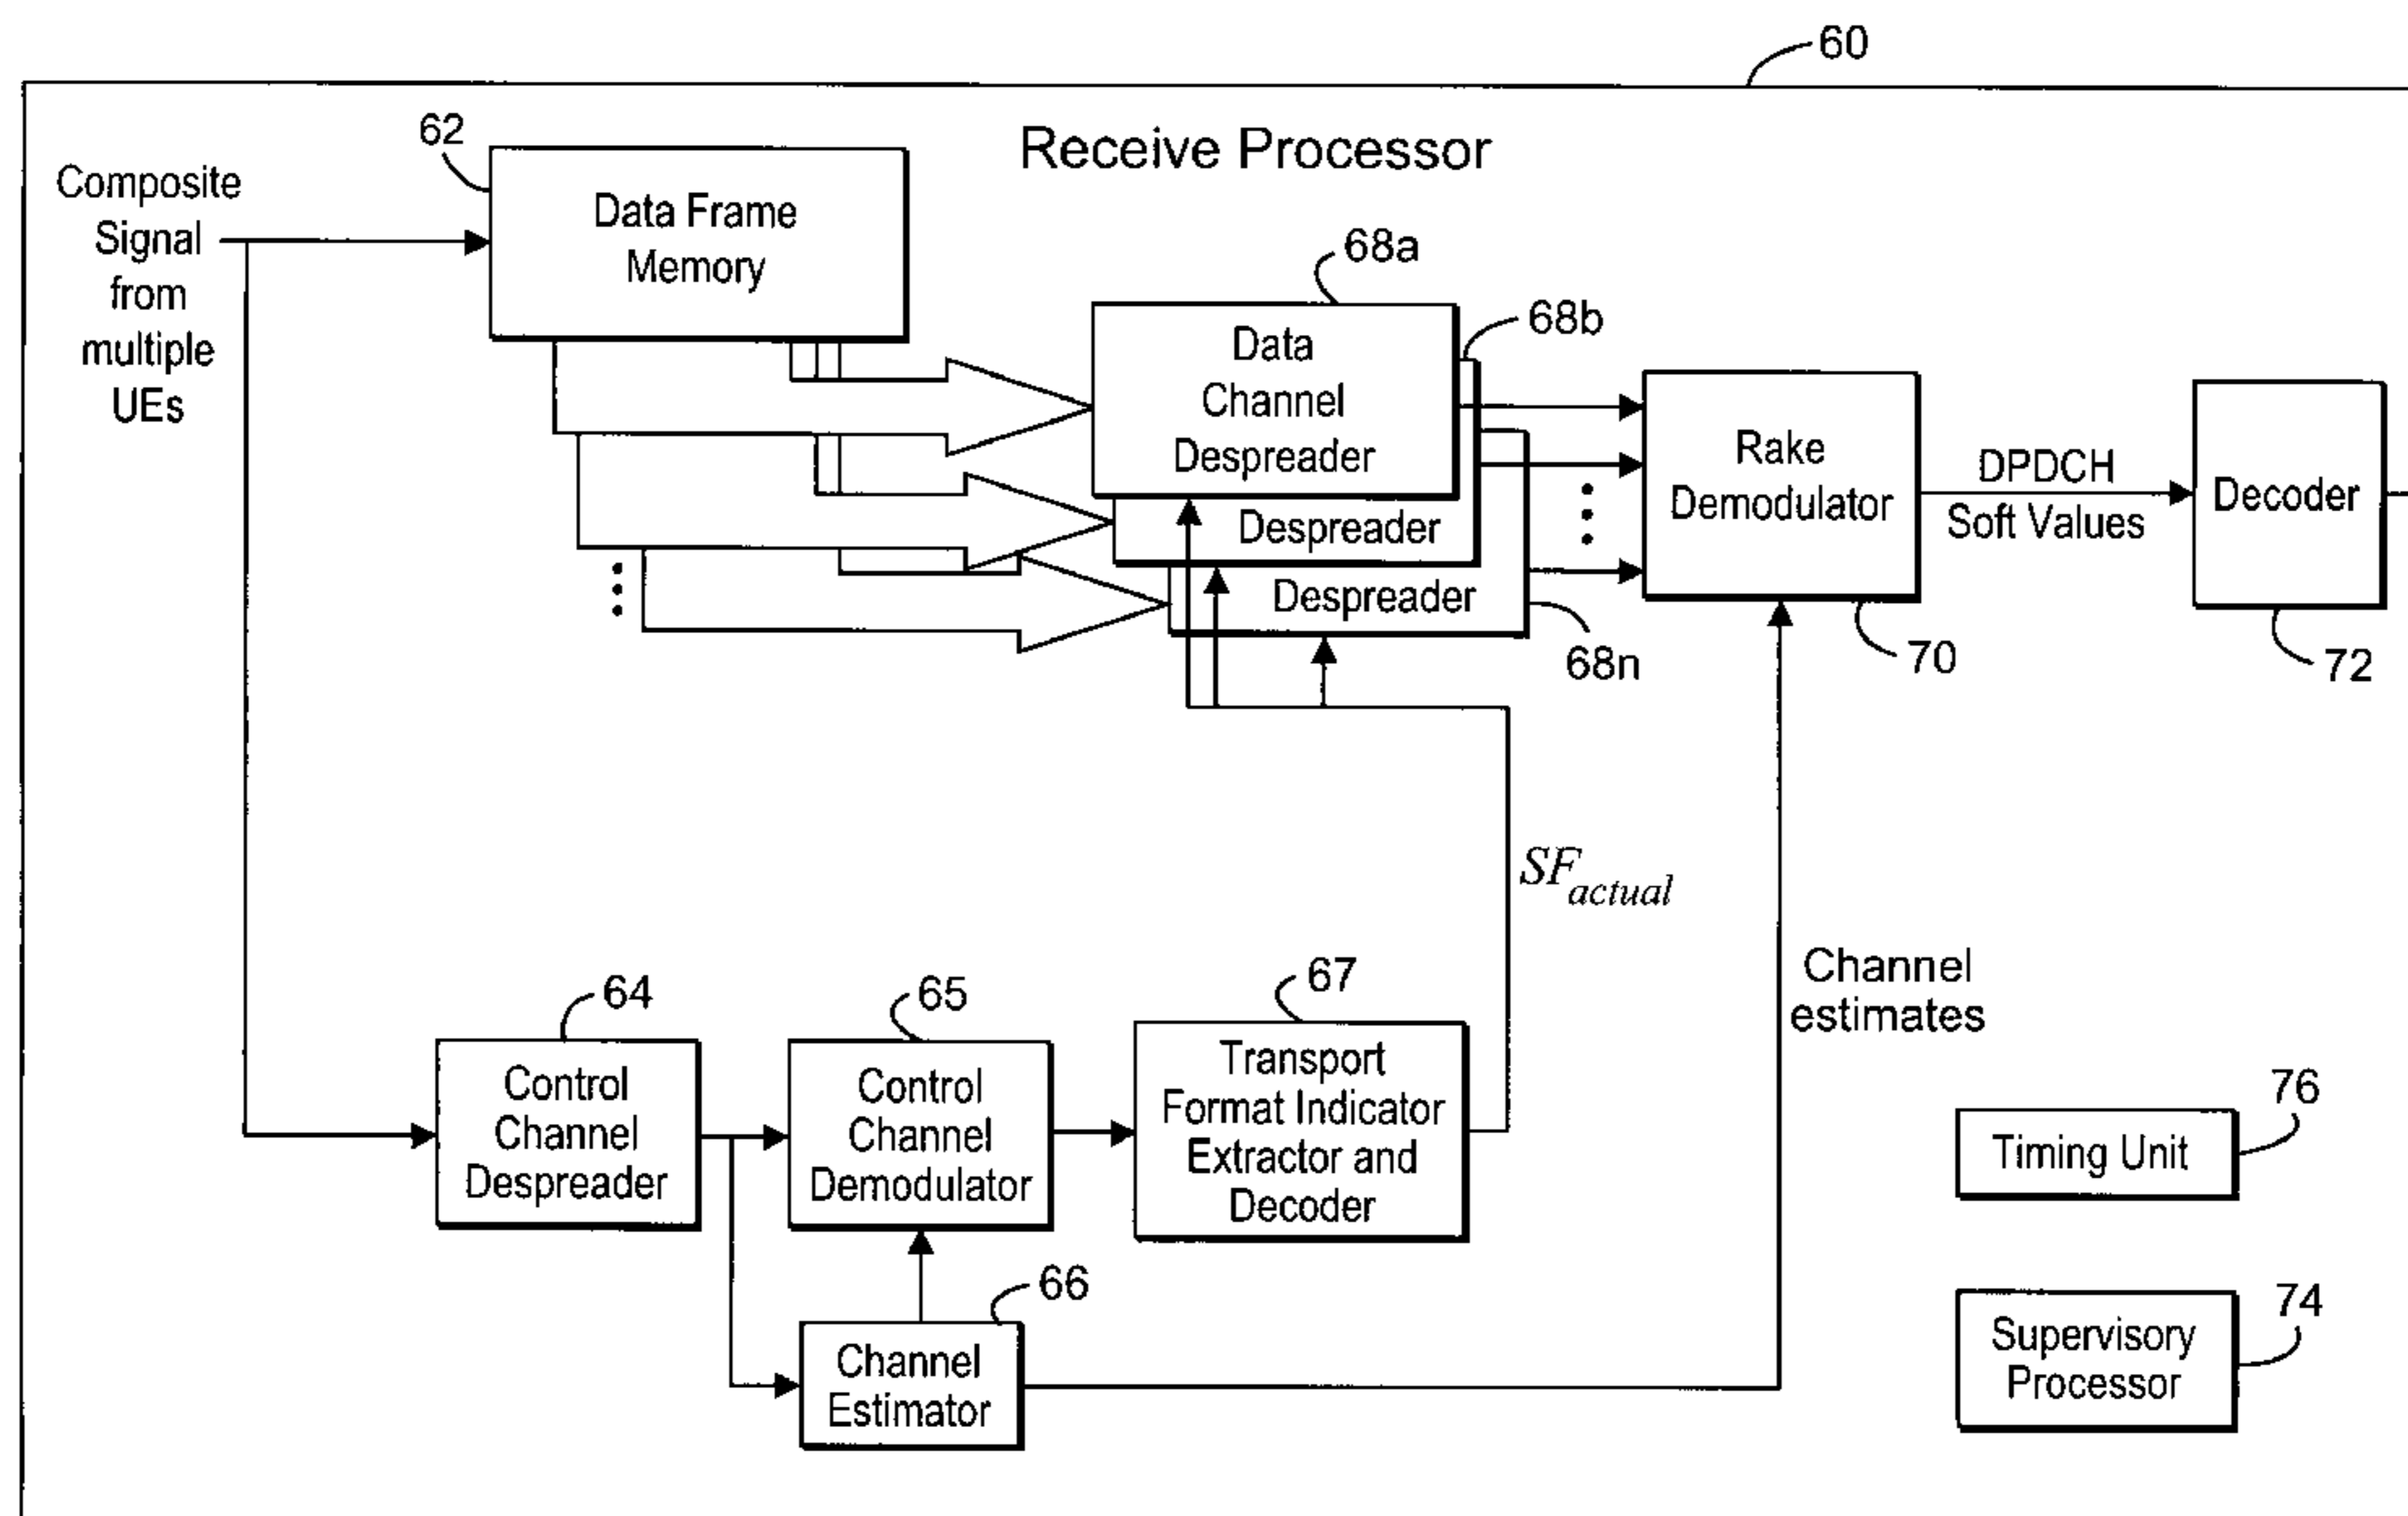 60
Receive Processor
62
Composite
Signal
from
multiple
UEs
Data Frame
Memory
68a
Data
Channel
Despreader
68b
Despreader
Despreader
68n
Rake
Demodulator
70
DPDCH
Soft Values
Decoder
72
SFactual
Channel
estimates
64
Control
Channel
Despreader
65
Control
Channel
Demodulator
67
Transport
Format Indicator
Extractor and
Decoder
66
Channel
Estimator
76
Timing Unit
74
Supervisory
Processor